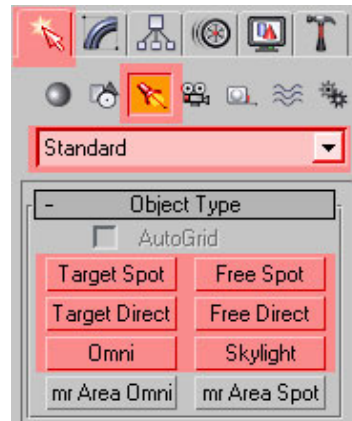 Standard
- Object Type
AutoGrid
Target Spot Free Spot
Target Direct Free Direct
Omni Skylight
mr Area Omni mr Area Spot